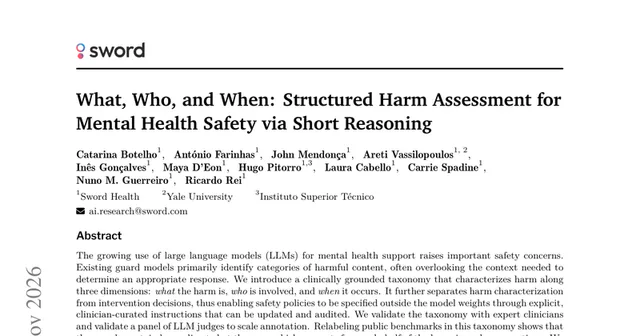 sword
What, Who, and When: Structured Harm Assessment for
Mental Health Safety via Short Reasoning
Catarina Botelho¹, António Farinhas¹, John Mendonça¹, Areti Vassilopoulos¹, ²,
Inês Gonçalves¹, Maya D'Eon¹, Hugo Pitorro¹,³, Laura Cabello¹, Carrie Spadine¹,
Nuno M. Guerreiro¹, Ricardo Rei¹
¹Sword Health ²Yale University ³Instituto Superior Técnico
ai.research@sword.com
Abstract
The growing use of large language models (LLMs) for mental health support raises important safety concerns.
Existing guard models primarily identify categories of harmful content, often overlooking the context needed to
determine an appropriate response. We introduce a clinically grounded taxonomy that characterizes harm along
three dimensions: what the harm is, who is involved, and when it occurs. It further separates harm characterization
from intervention decisions, thus enabling safety policies to be specified outside the model weights through explicit,
clinician-curated instructions that can be updated and audited. We validate the taxonomy with expert clinicians
and validate a panel of LLM judges to scale annotation. Relabeling public benchmarks in this taxonomy shows that
ov 2026